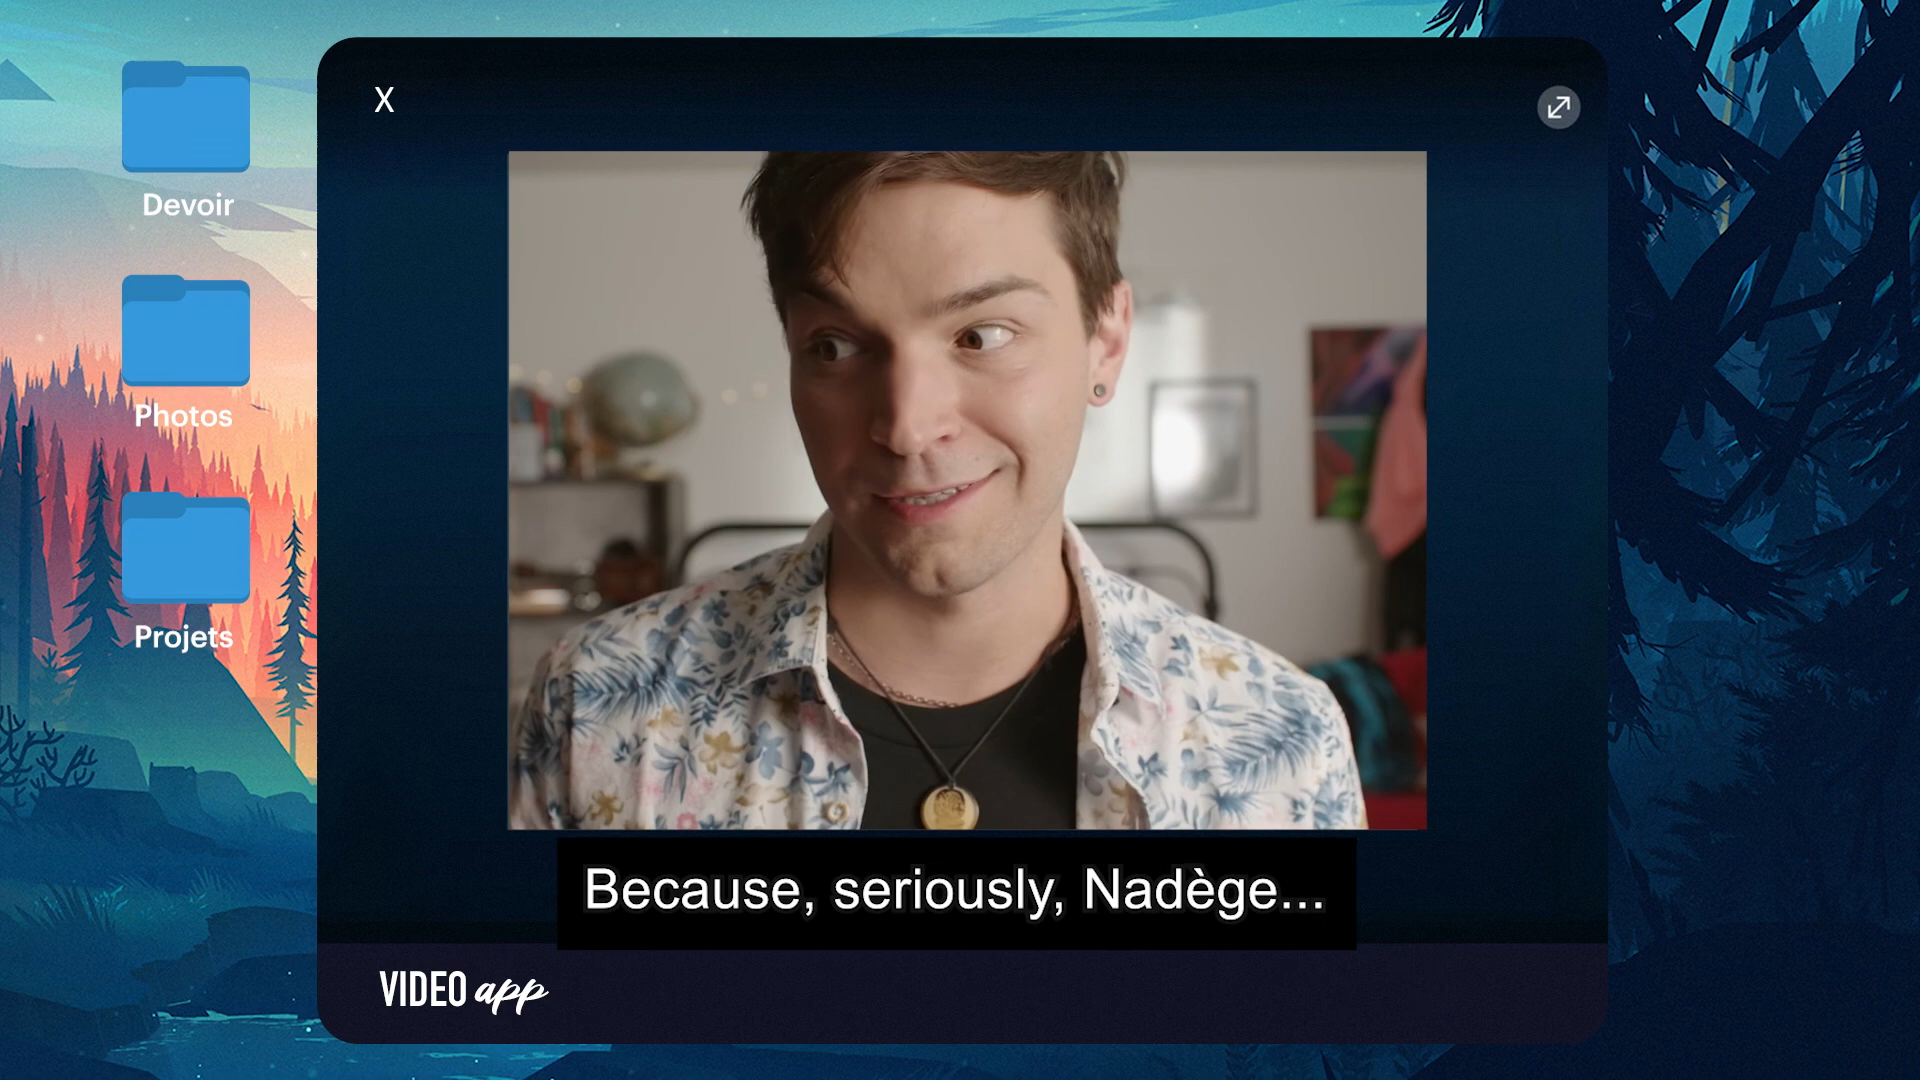 X
Devoir
Photos
Projets
Because, seriously, Nadège...
VIDEO app